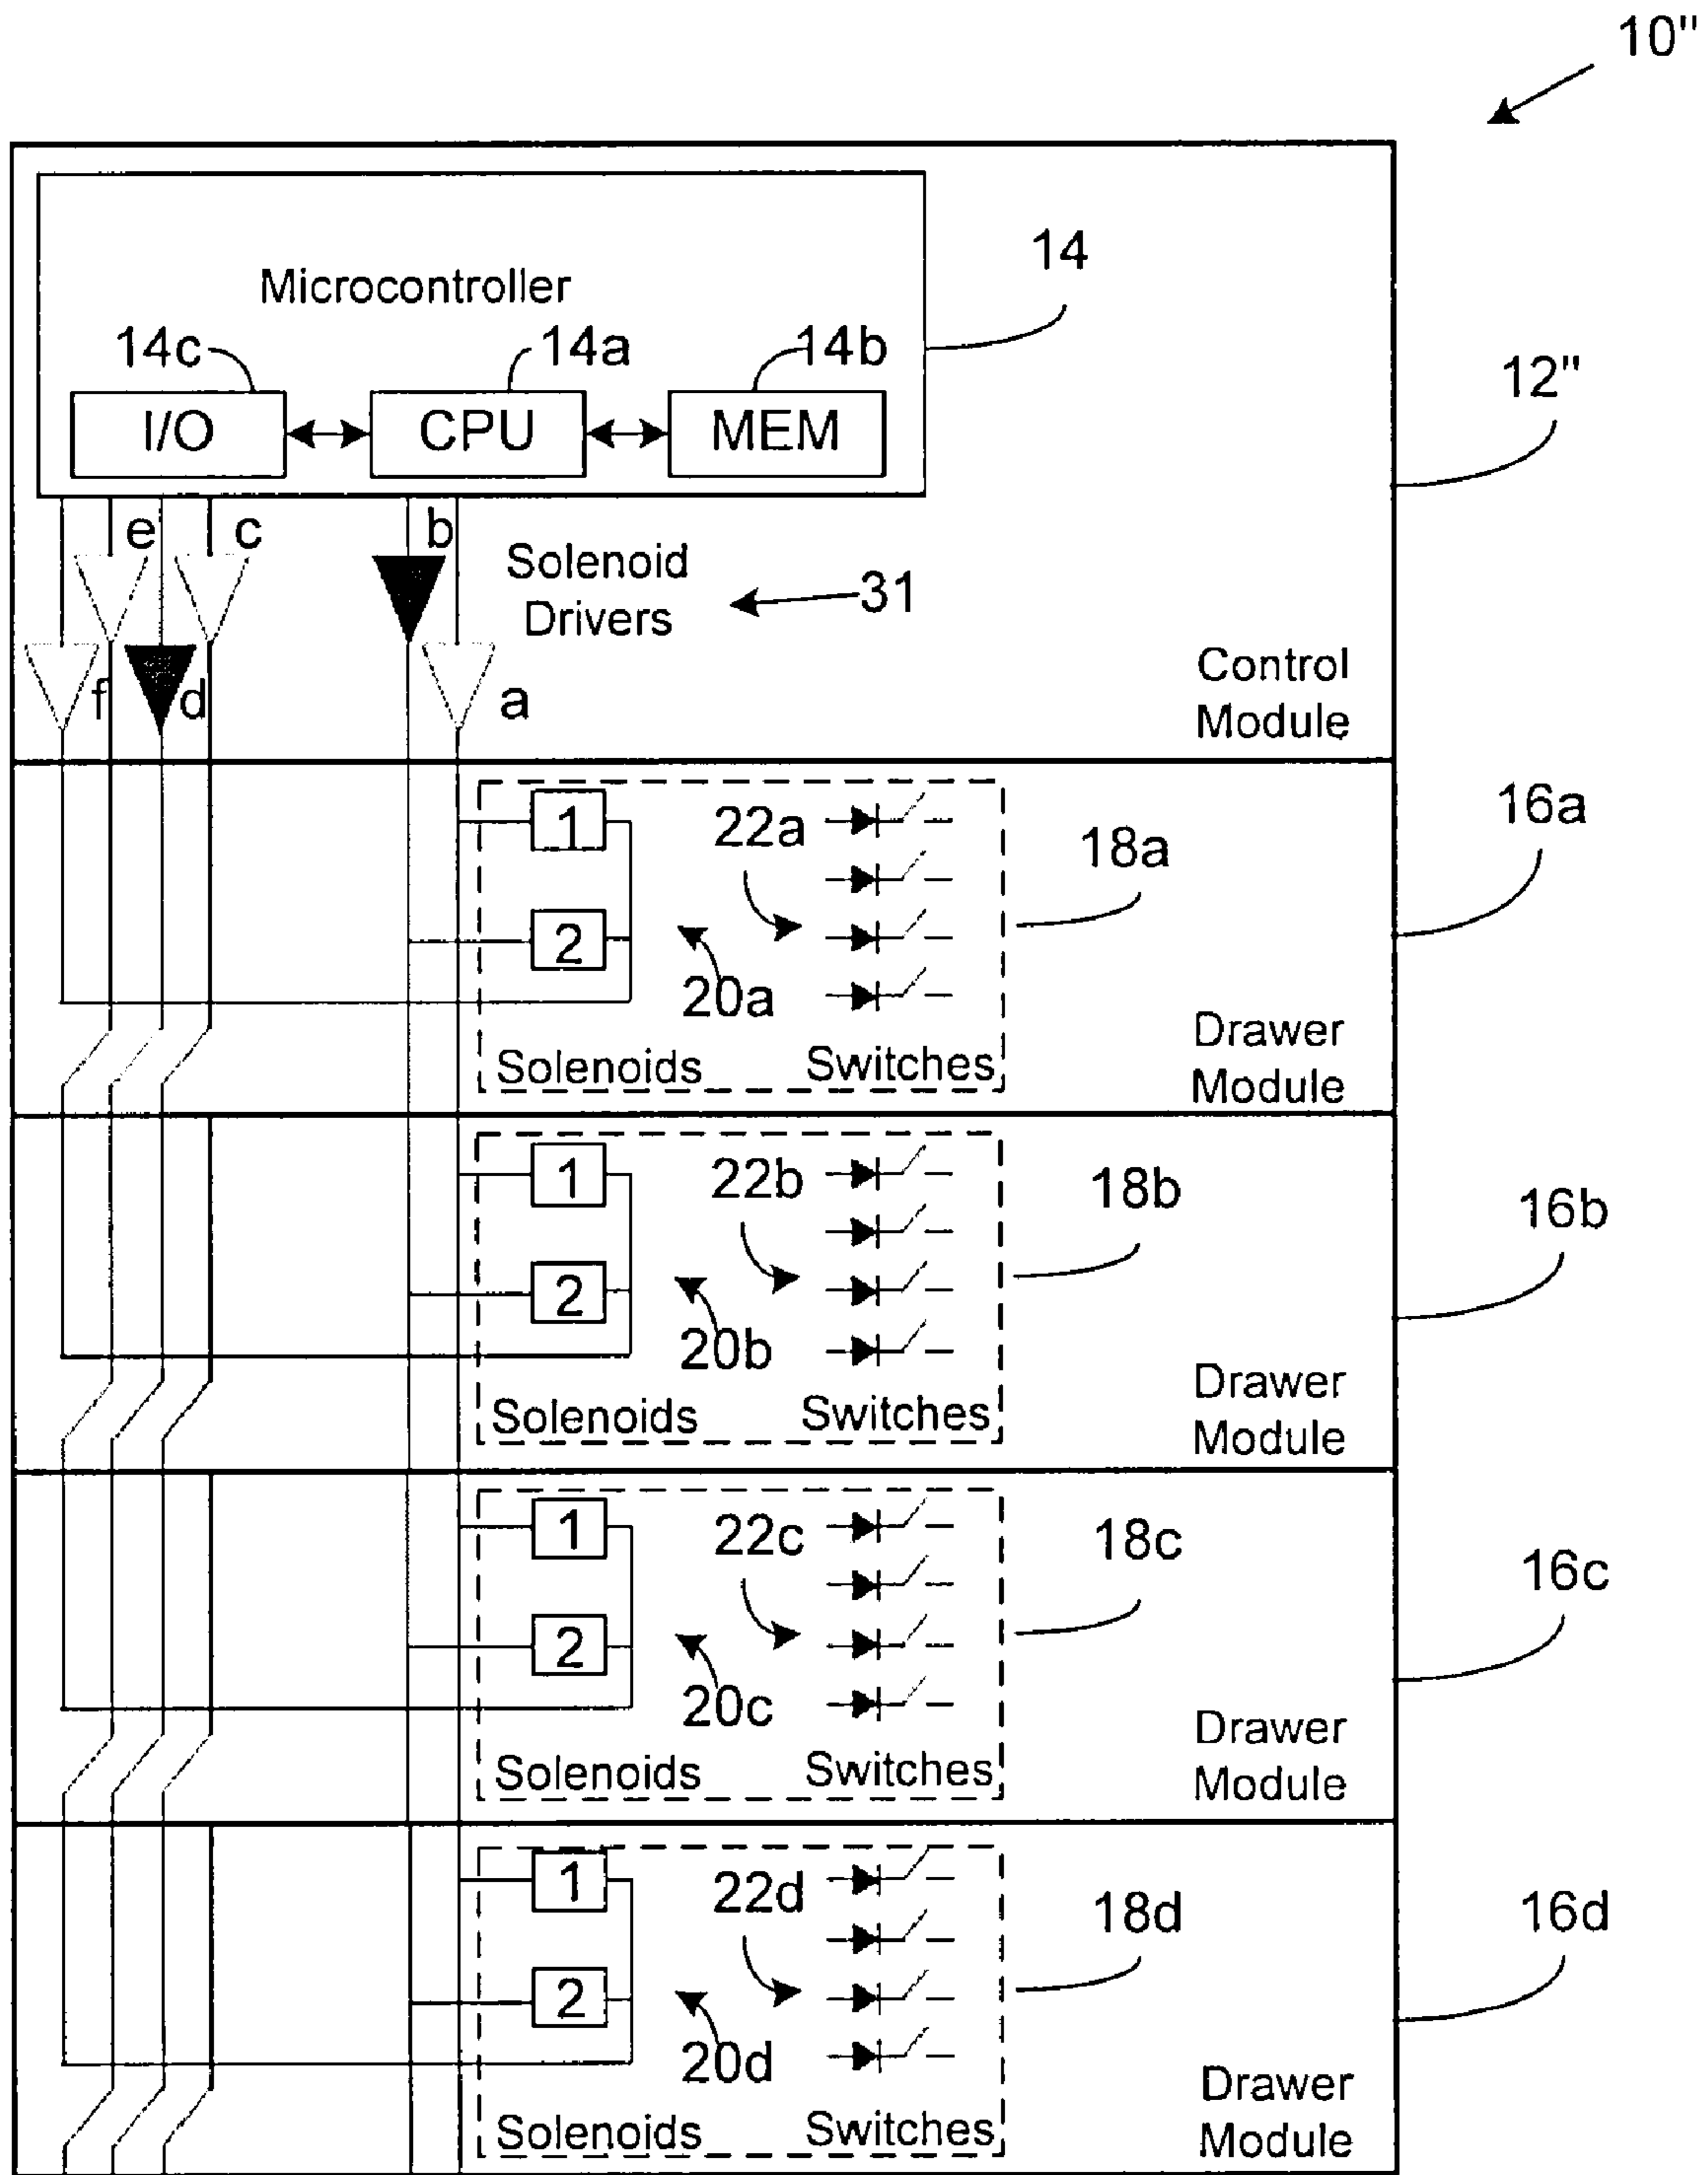 10"
14
Microcontroller
14c
14a
14b
12"
I/O
CPU
MEM
e
c
b
Solenoid
Drivers
31
f
d
a
Control
Module
1
22a
18a
16a
2
20a
Solenoids
Switches
Drawer
Module
1
22b
18b
16b
2
20b
Solenoids
Switches
Drawer
Module
1
22c
18c
16c
2
20c
Solenoids
Switches
Drawer
Module
1
22d
18d
16d
2
20d
Solenoids
Switches
Drawer
Module